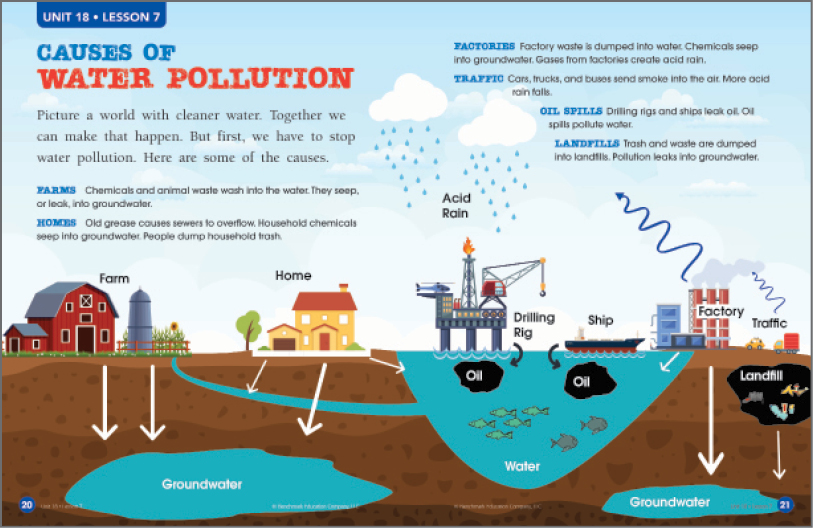 UNIT 18 • LESSON 7
CAUSES OF
WATER POLLUTION
Picture a world with cleaner water. Together we
can make that happen. But first, we have to stop
water pollution. Here are some of the causes.
FARMS Chemicals and animal waste wash into the water. They seep,
or leak, into groundwater.
HOMES Old grease causes sewers to overflow. Household chemicals
seep into groundwater. People dump household trash.
FACTORIES Factory waste is dumped into water. Chemicals seep
into groundwater. Gases from factories create acid rain.
TRAFFIC Cars, trucks, and buses send smoke into the air. More acid
rain falls.
OIL SPILLS Drilling rigs and ships leak oil. Oil
spills pollute water.
LANDFILLS Trash and waste are dumped
into landfills. Pollution leaks into groundwater.
Acid
Rain
Farm
Home
Drilling
Rig
Ship
Factory
Traffic
Oil
Oil
Landfill
Water
Groundwater
Groundwater
20 Unit 18 • Lesson 7
© Benchmark Education Company, LLC
© Benchmark Education Company, LLC
21